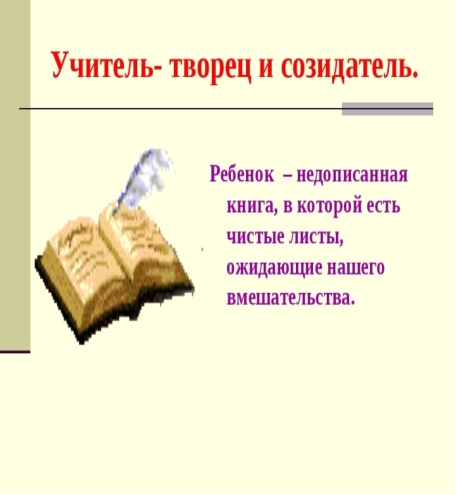 Учитель- творец и созидатель.
Ребенок – недописанная
книга, в которой есть
чистые листы,
ожидающие нашего
вмешательства.